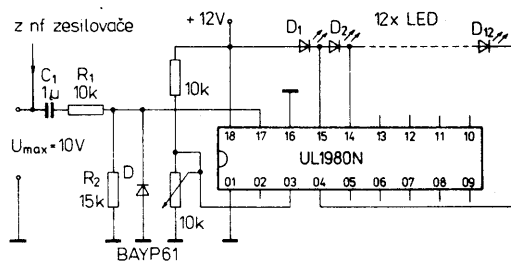 z nf zesilovače
+12V
D1
D2
12x LED
D12
C1
1µ
R1
10k
10k
18 17 16 15 14 13 12 11 10
UL1980N
01 02 03 04 05 06 07 08 09
Umax=10V
R2
15k
D
10k
BAYP61